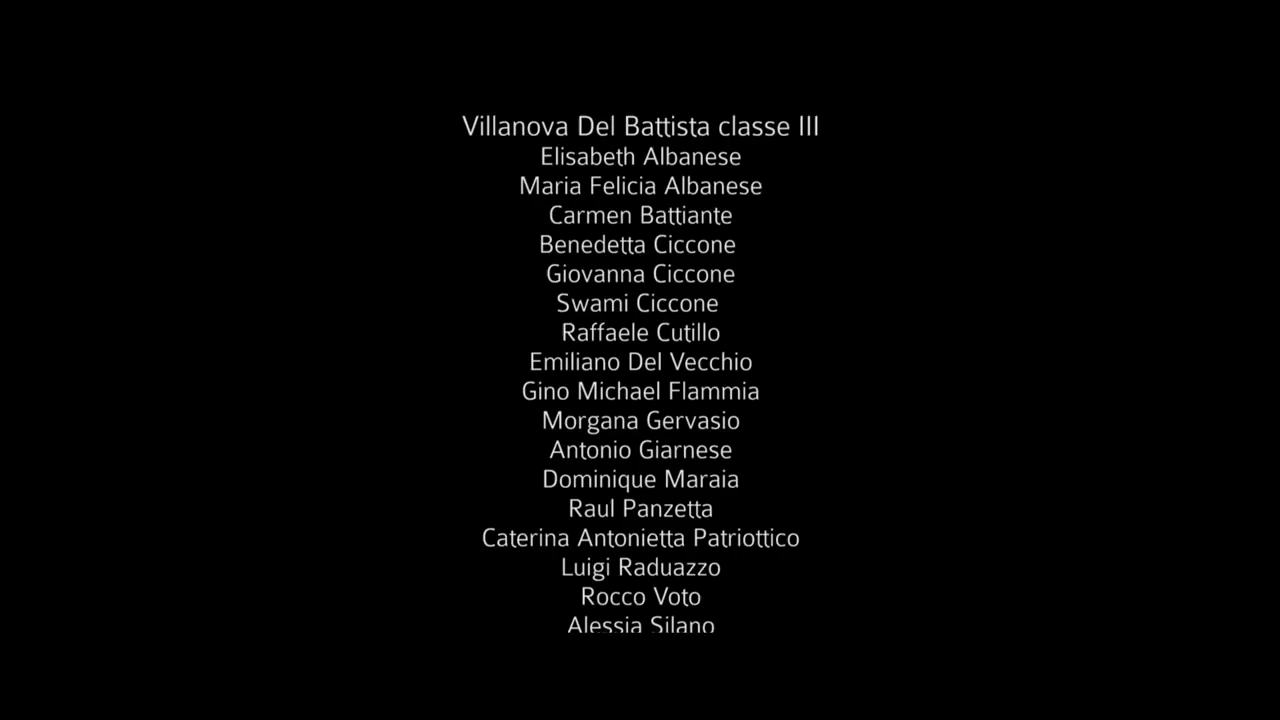 Villanova Del Battista classe III
Elisabeth Albanese
Maria Felicia Albanese
Carmen Battiante
Benedetta Ciccone
Giovanna Ciccone
Swami Ciccone
Raffaele Cutillo
Emiliano Del Vecchio
Gino Michael Flammia
Morgana Gervasio
Antonio Giarnese
Dominique Maraia
Raul Panzetta
Caterina Antonietta Patriottico
Luigi Raduazzo
Rocco Voto
Alessia Silano